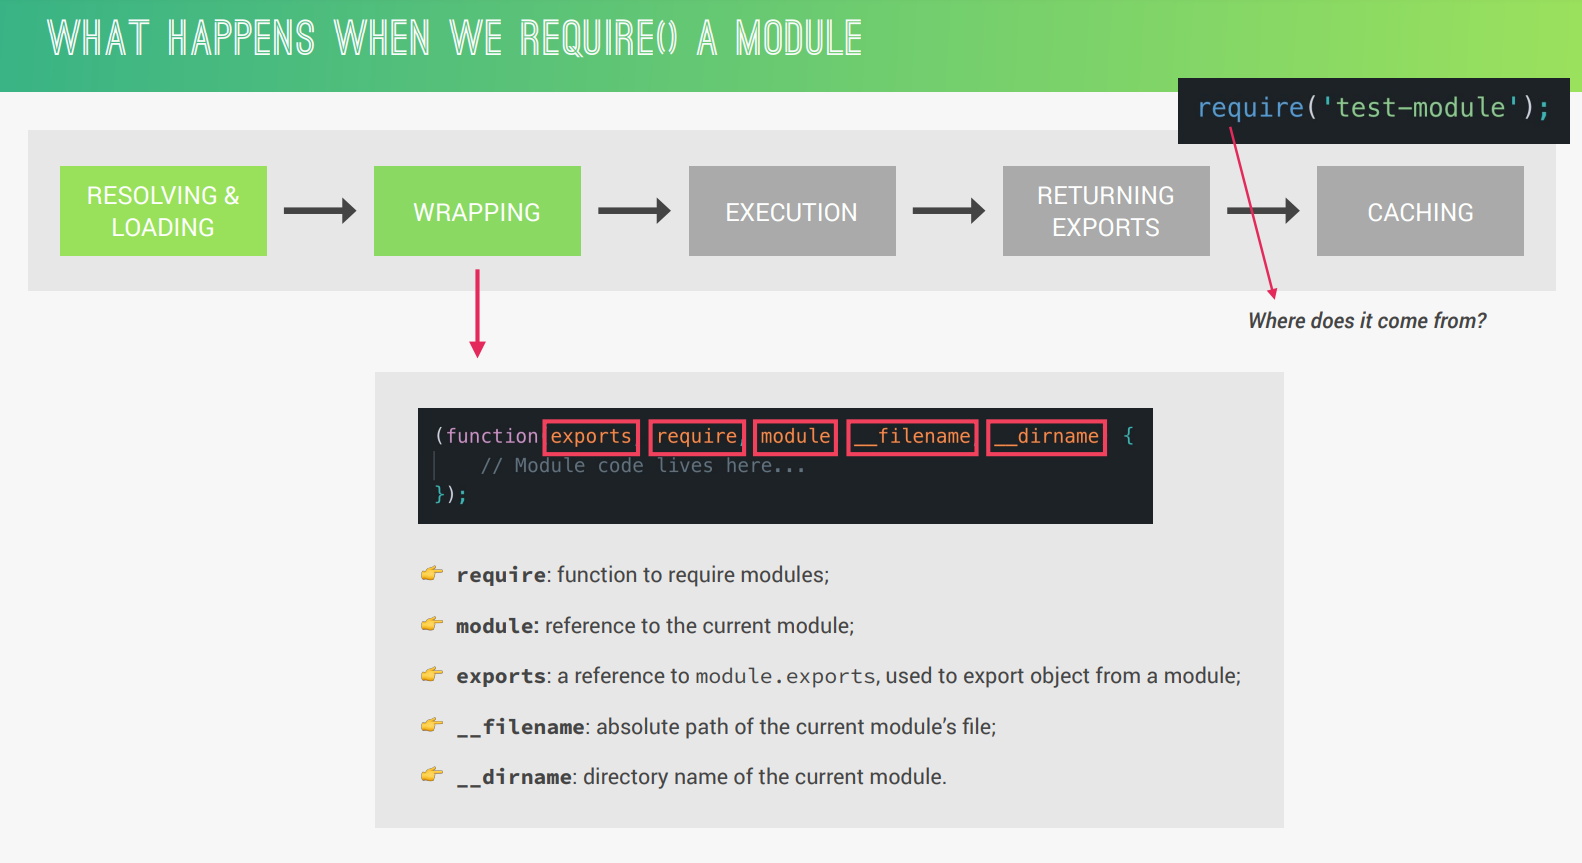 WHAT HAPPENS WHEN WE REQUIRE() A MODULE
require('test-module');
RESOLVING &
LOADING
WRAPPING
EXECUTION
RETURNING
EXPORTS
CACHING
Where does it come from?
(function exports, require, module __filename, __dirname {
// Module code lives here...
});
require: function to require modules;
module: reference to the current module;
exports: a reference to module.exports, used to export object from a module;
__filename: absolute path of the current module’s file;
__dirname: directory name of the current module.